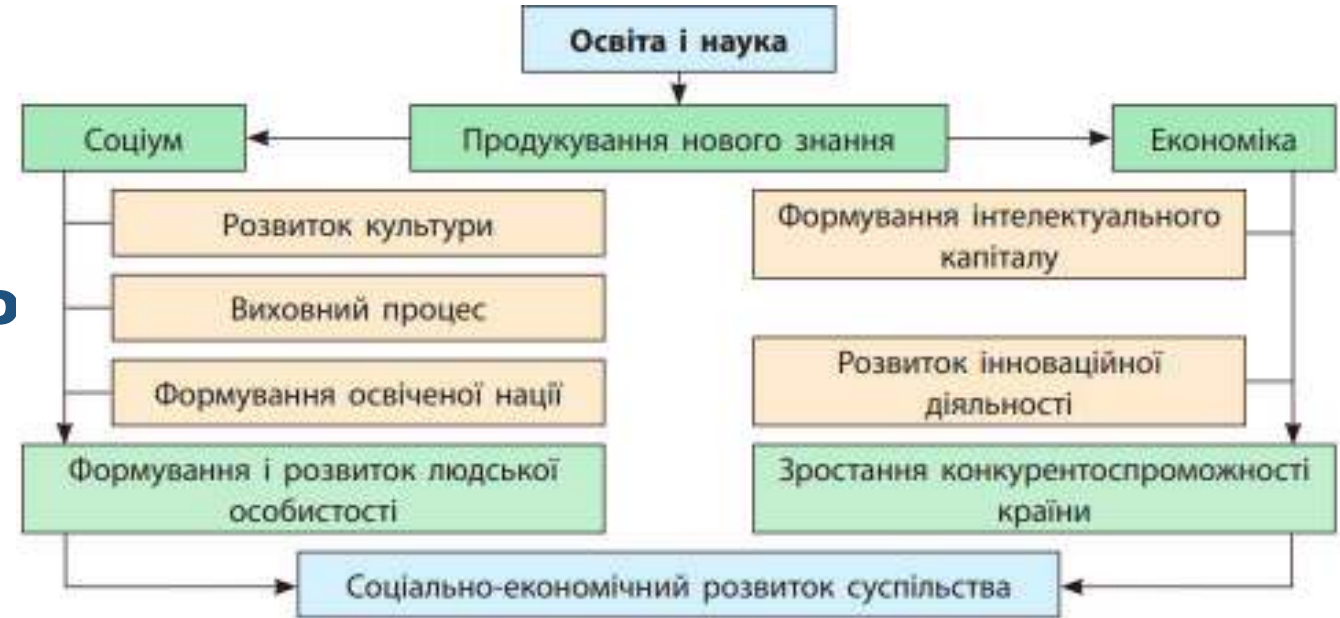 Освіта і наука
Соціум
Продукування нового знання
Економіка
Розвиток культури
Виховний процес
Формування освіченої нації
Формування інтелектуального
капіталу
Розвиток інноваційної
діяльності
Формування і розвиток людської
особистості
Зростання конкурентоспроможності
країни
Соціально-економічний розвиток суспільства